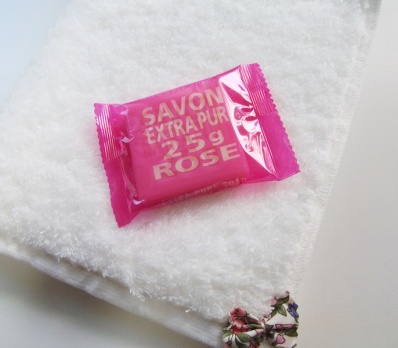 SAVON
EXTRA PUR
25g
ROSE